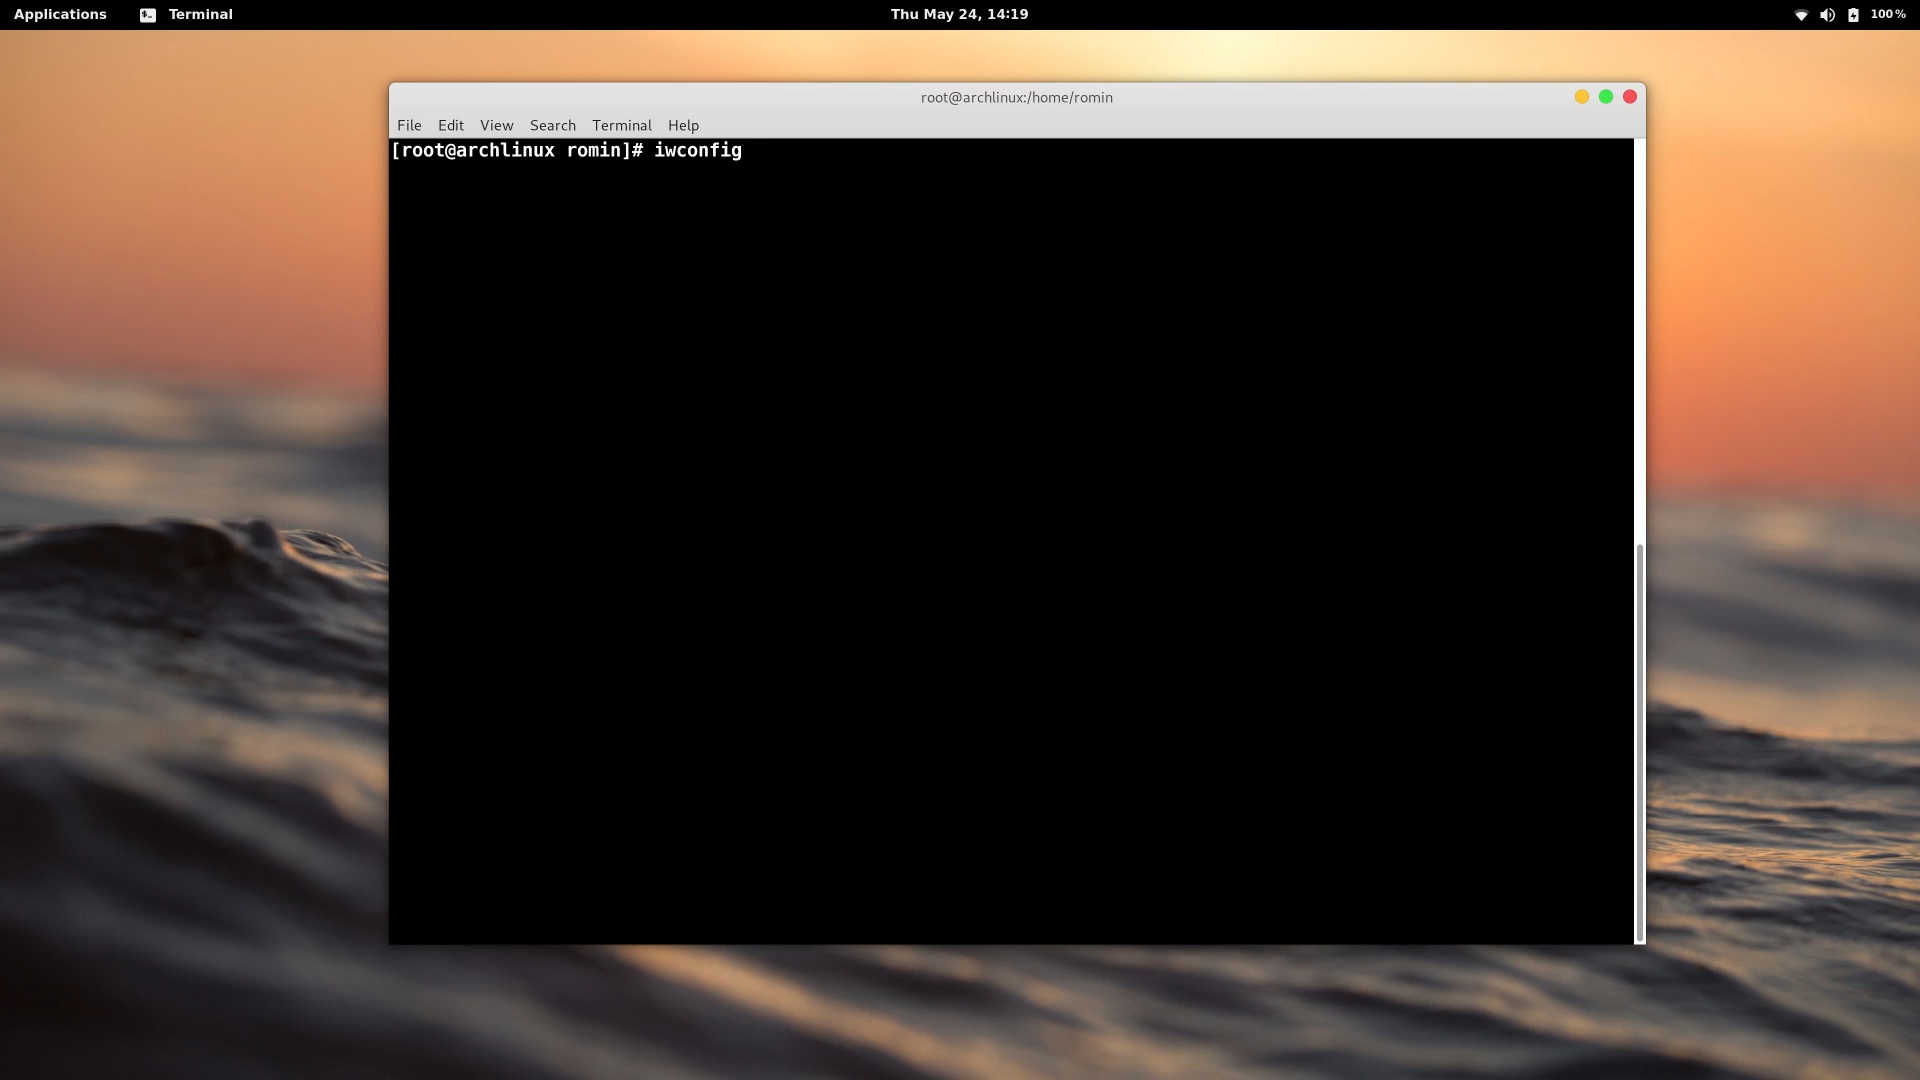 Applications Terminal Thu May 24, 14:19 100 %
root@archlinux:/home/romin
File Edit View Search Terminal Help
[root@archlinux romin]# iwconfig